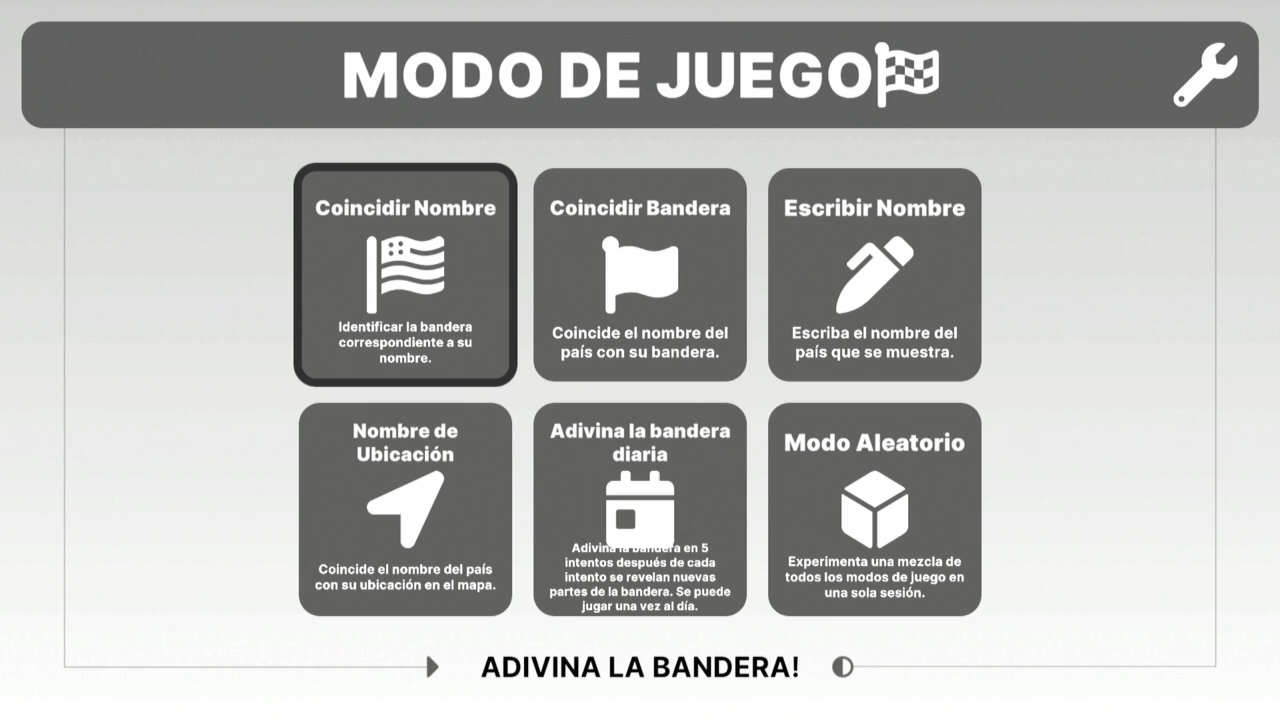 MODO DE JUEGO
Coincidir Nombre
Identificar la bandera
correspondiente a su
nombre.
Coincidir Bandera
Coincide el nombre del
país con su bandera.
Escribir Nombre
Escriba el nombre del
país que se muestra.
Nombre de
Ubicación
Coincide el nombre del país
con su ubicación en el mapa.
Adivina la bandera
diaria
Adivina la bandera en 5
intentos después de cada
intento se revelan nuevas
partes de la bandera. Se puede
jugar una vez al día.
Modo Aleatorio
Experimenta una mezcla de
todos los modos de juego en
una sola sesión.
ADIVINA LA BANDERA!